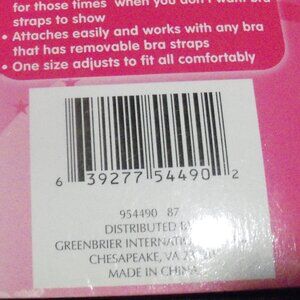 for those times when you don't want bra
straps to show
• Attaches easily and works with any bra
that has removable bra straps
• One size adjusts to fit all comfortably
6 39277 54490 2
954490 87
DISTRIBUTED
GREENBRIER
CHESAPEAKE, VA
MADE IN CHINA